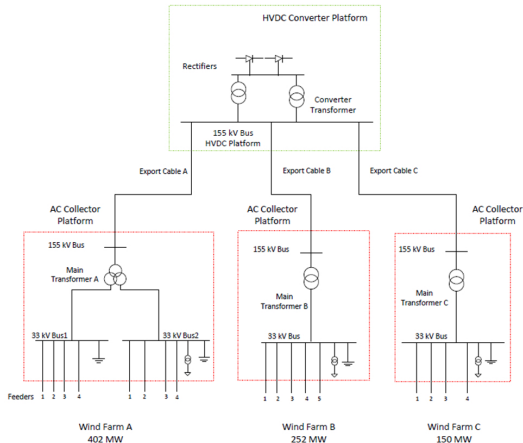 HVDC Converter Platform
Rectifiers
Converter
Transformer
155 kV Bus
HVDC Platform
Export Cable A
Export Cable B
Export Cable C
AC Collector
Platform
AC Collector
Platform
AC Collector
Platform
155 kV Bus
155 kV Bus
155 kV Bus
Main
Transformer A
Main
Transformer B
Main
Transformer C
33 kV Bus1
33 kV Bus2
33 kV Bus
33 kV Bus
Feeders
1 2 3 4
1 2 3 4
1 2 3 4 5
1 2 3 4
Wind Farm A
402 MW
Wind Farm B
252 MW
Wind Farm C
150 MW